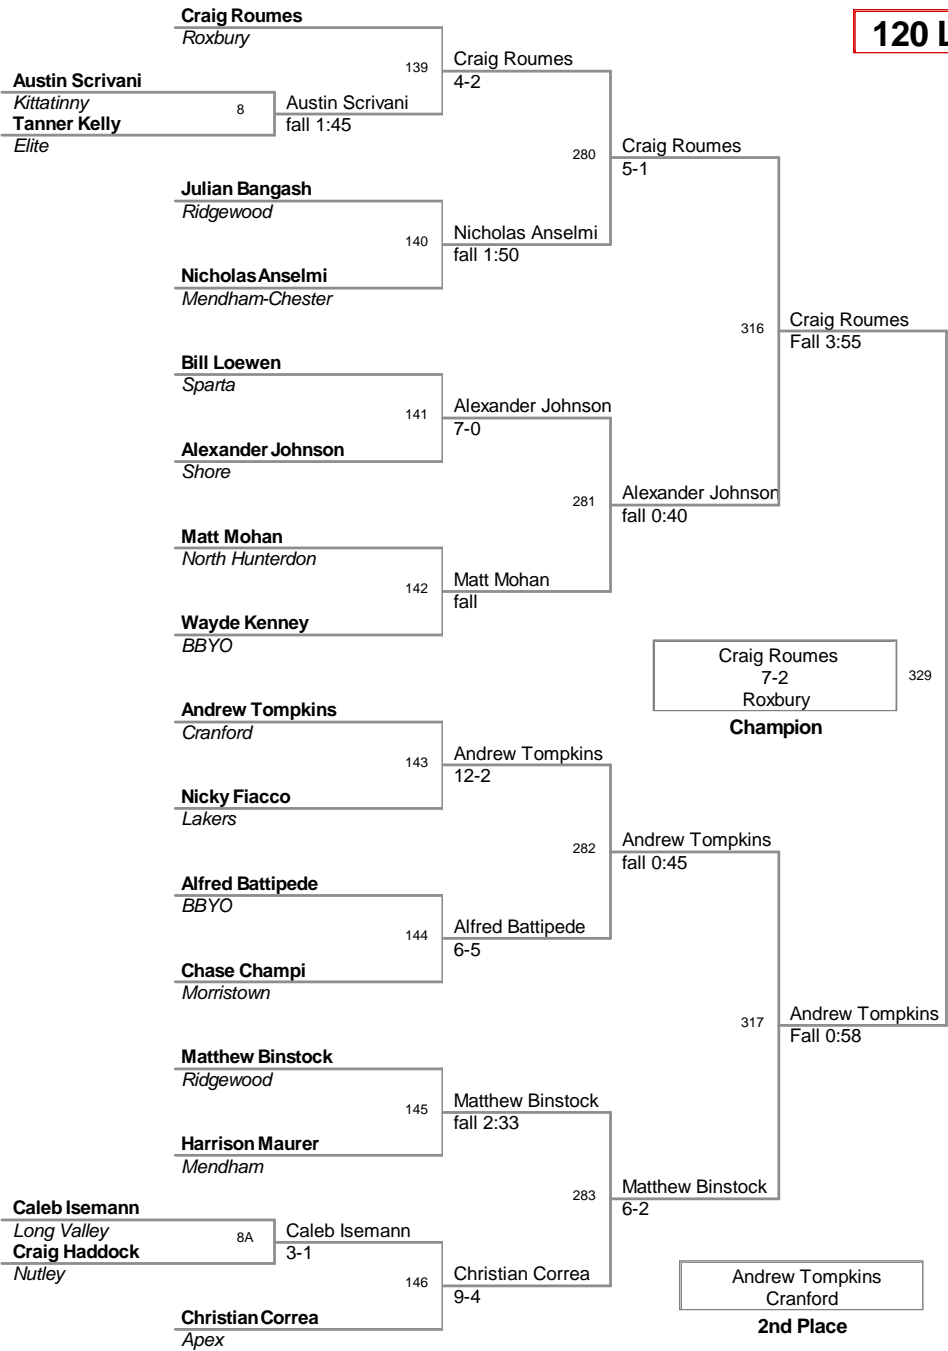 Craig Roumes
Roxbury
120 L
139
Craig Roumes
4-2
Austin Scrivani
Kittatinny
8
Austin Scrivani
fall 1:45
Tanner Kelly
Elite
280
Craig Roumes
5-1
Julian Bangash
Ridgewood
140
Nicholas Anselmi
fall 1:50
Nicholas Anselmi
Mendham-Chester
316
Craig Roumes
Fall 3:55
Bill Loewen
Sparta
141
Alexander Johnson
7-0
Alexander Johnson
Shore
281
Alexander Johnson
fall 0:40
Matt Mohan
North Hunterdon
142
Matt Mohan
fall
Wayde Kenney
BBYO
Craig Roumes
7-2
Roxbury
329
Champion
Andrew Tompkins
Cranford
143
Andrew Tompkins
12-2
Nicky Fiacco
Lakers
282
Andrew Tompkins
fall 0:45
Alfred Battipede
BBYO
144
Alfred Battipede
6-5
Chase Champi
Morristown
317
Andrew Tompkins
Fall 0:58
Matthew Binstock
Ridgewood
145
Matthew Binstock
fall 2:33
Harrison Maurer
Mendham
283
Matthew Binstock
6-2
Caleb Isemann
Long Valley
8A
Caleb Isemann
3-1
Craig Haddock
Nutley
146
Christian Correa
9-4
Christian Correa
Apex
Andrew Tompkins
Cranford
2nd Place